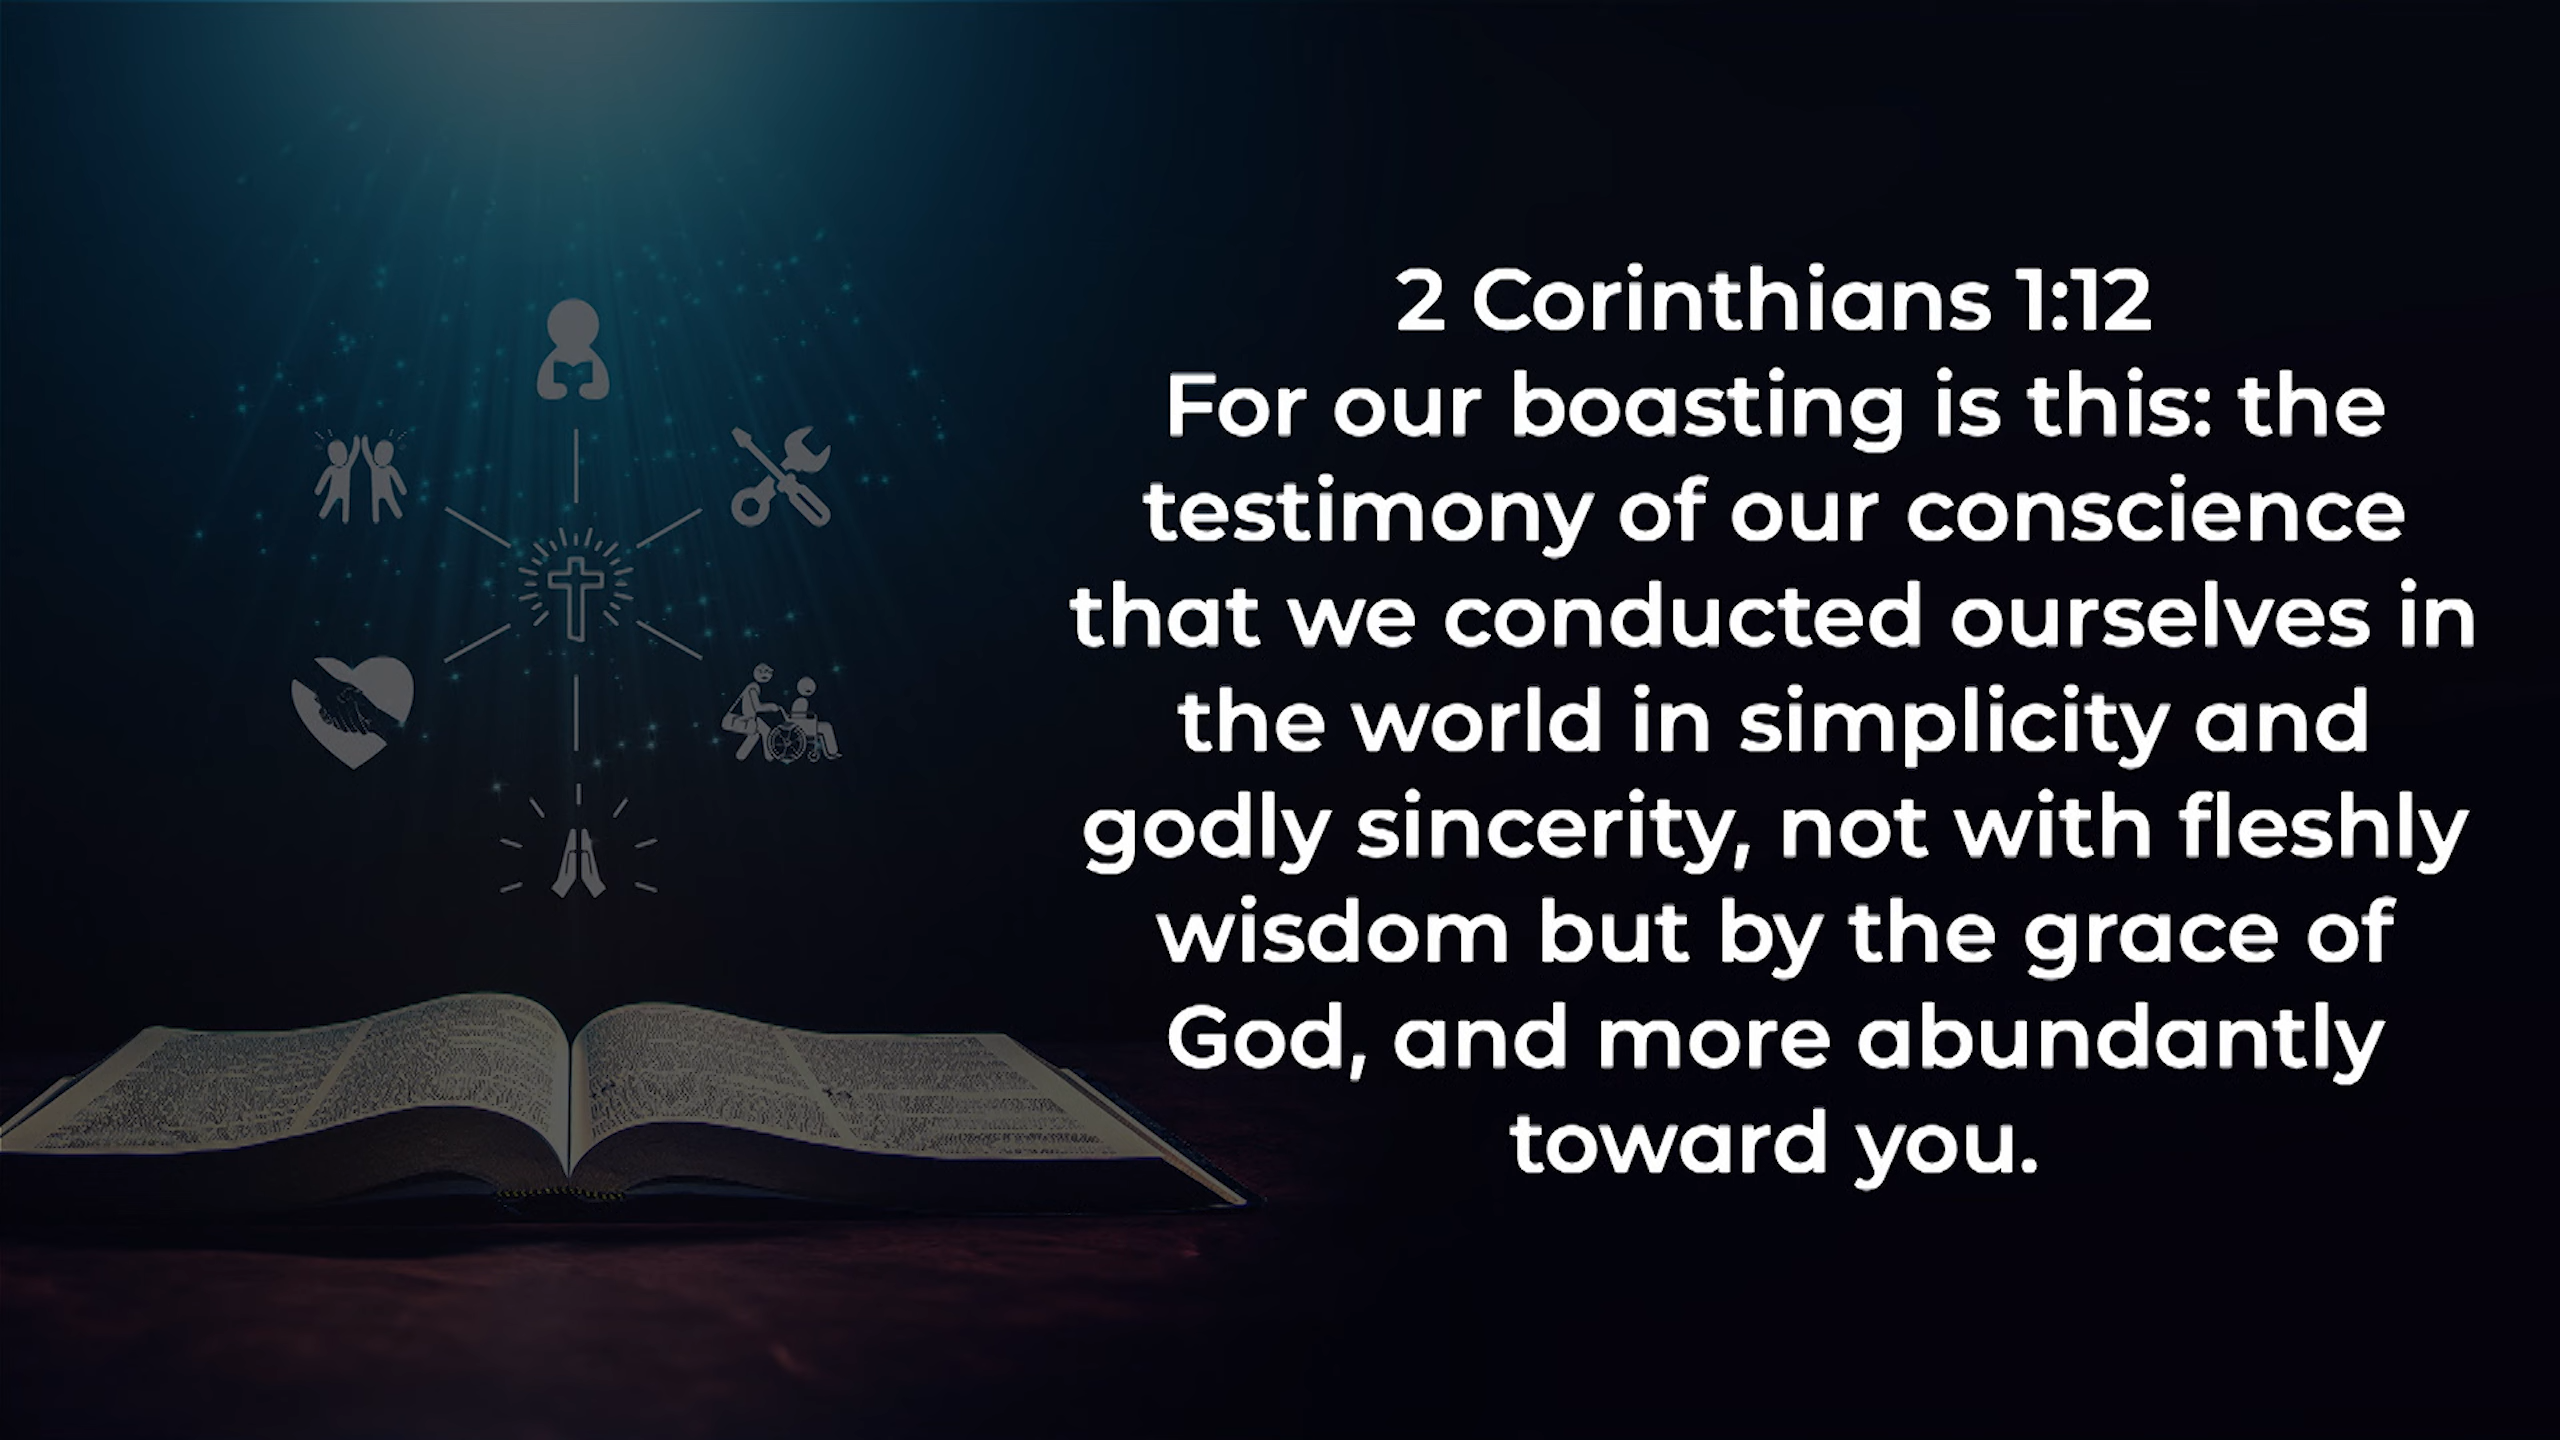 2 Corinthians 1:12
For our boasting is this: the
testimony of our conscience
that we conducted ourselves in
the world in simplicity and
godly sincerity, not with fleshly
wisdom but by the grace of
God, and more abundantly
toward you.